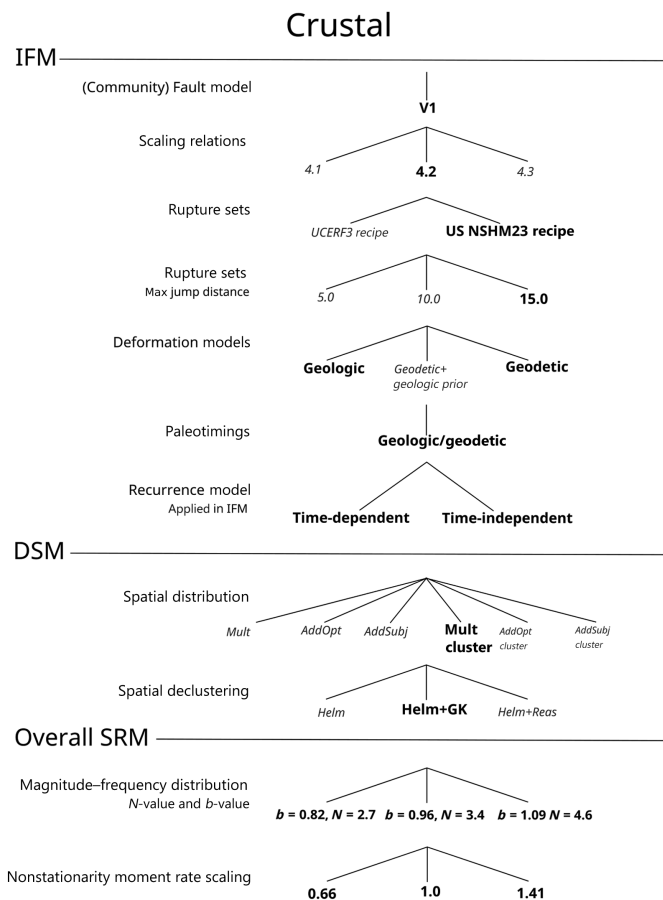 Crustal
IFM
(Community) Fault model
V1
Scaling relations
4.1 4.2 4.3
Rupture sets
UCERF3 recipe US NSHM23 recipe
Rupture sets
Max jump distance
5.0 10.0 15.0
Deformation models
Geologic Geodetic+ Geodetic
geologic prior
Paleotimings
Geologic/geodetic
Recurrence model
Applied in IFM
Time-dependent Time-independent
DSM
Spatial distribution
Mult AddOpt AddSubj Mult AddOpt AddSubj
cluster cluster cluster
Spatial declustering
Helm Helm+GK Helm+Reas
Overall SRM
Magnitude–frequency distribution
N-value and b-value
b = 0.82, N = 2.7 b = 0.96, N = 3.4 b = 1.09 N = 4.6
Nonstationarity moment rate scaling
0.66 1.0 1.41